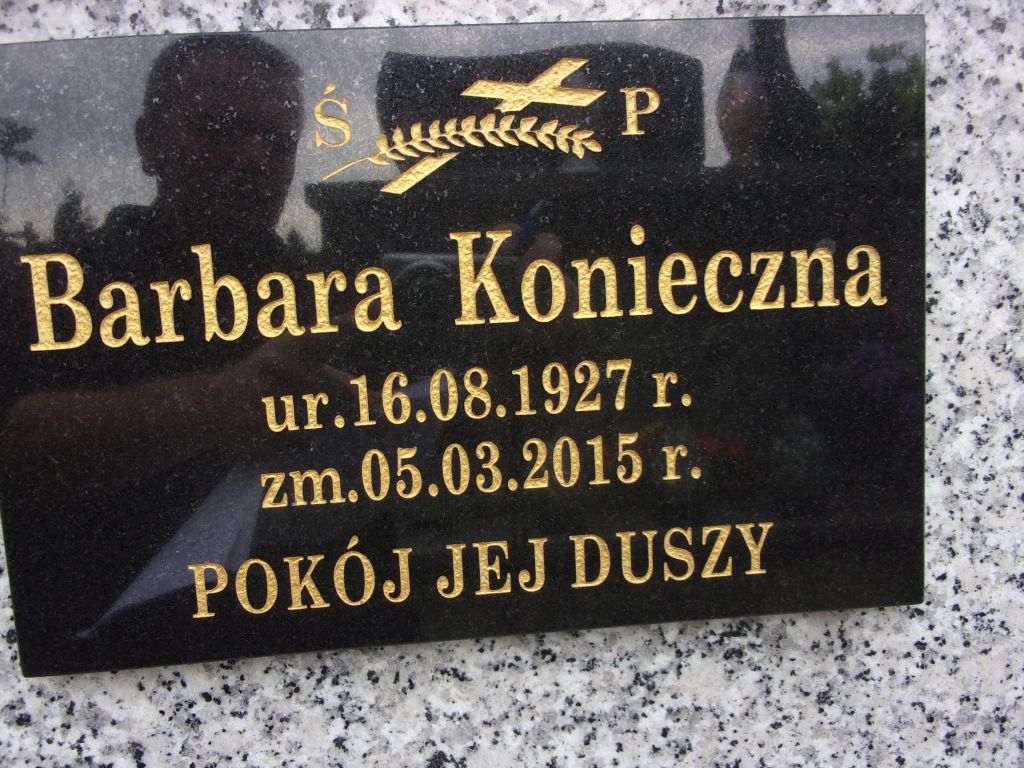 Ś P
Barbara Konieczna
ur.16.08.1927 r.
zm.05.03.2015 r.
POKÓJ JEJ DUSZY